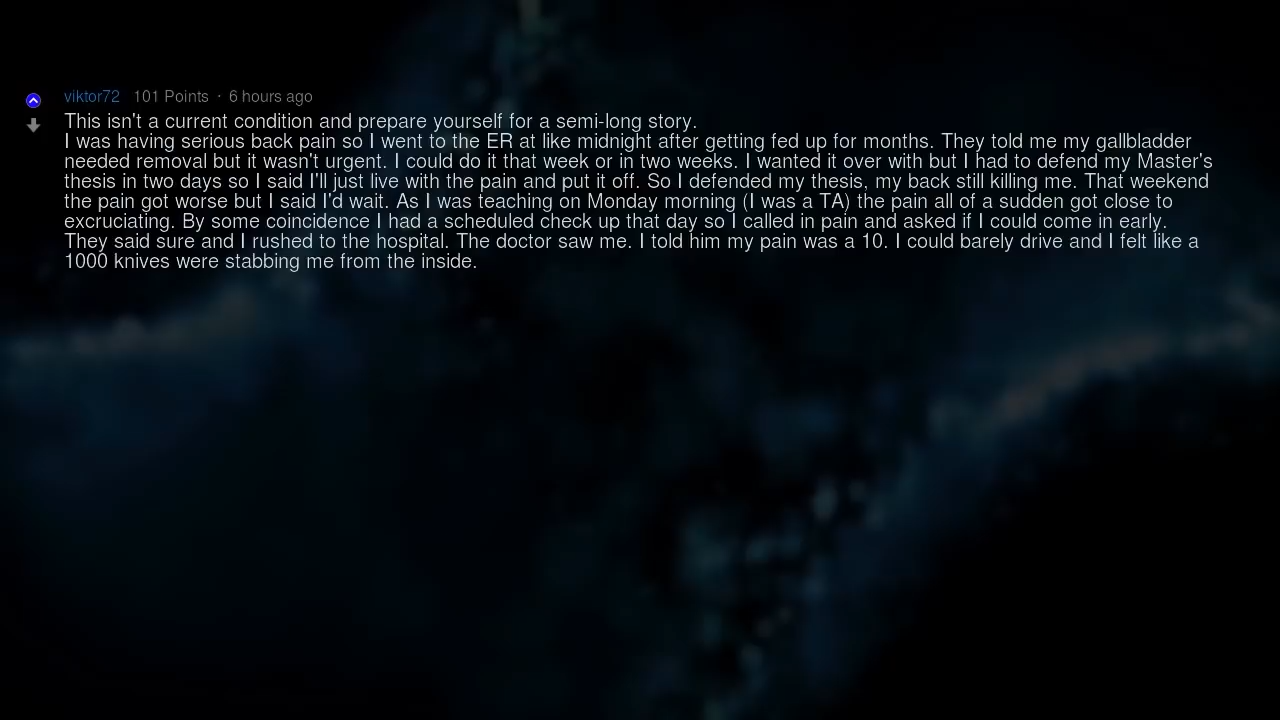 viktor72 101 Points · 6 hours ago
This isn't a current condition and prepare yourself for a semi-long story.
I was having serious back pain so I went to the ER at like midnight after getting fed up for months. They told me my gallbladder
needed removal but it wasn't urgent. I could do it that week or in two weeks. I wanted it over with but I had to defend my Master's
thesis in two days so I said I'll just live with the pain and put it off. So I defended my thesis, my back still killing me. That weekend
the pain got worse but I said I'd wait. As I was teaching on Monday morning (I was a TA) the pain all of a sudden got close to
excruciating. By some coincidence I had a scheduled check up that day so I called in pain and asked if I could come in early.
They said sure and I rushed to the hospital. The doctor saw me. I told him my pain was a 10. I could barely drive and I felt like a
1000 knives were stabbing me from the inside.